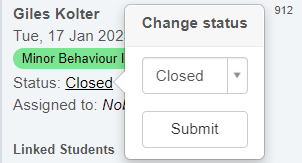 Giles Kolter
912
Tue, 17 Jan 202
Minor Behaviour
Status: Closed
Assigned to:
Linked Students
Change status
Closed
Submit